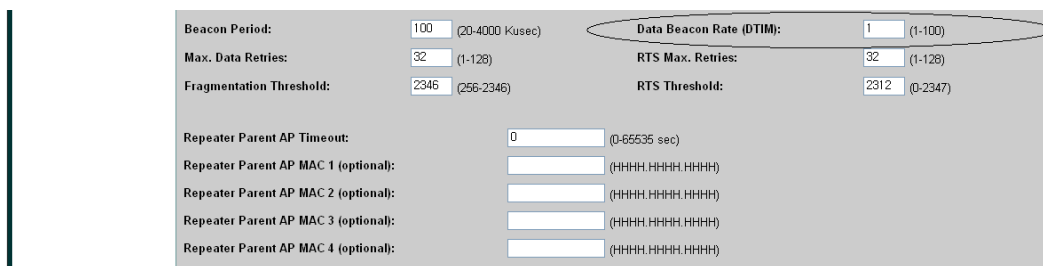 Beacon Period: 100 (20-4000 Kusec) Data Beacon Rate (DTIM): 1 (1-100)
Max. Data Retries: 32 (1-128) RTS Max. Retries: 32 (1-128)
Fragmentation Threshold: 2346 (256-2346) RTS Threshold: 2312 (0-2347)
Repeater Parent AP Timeout: 0 (0-65535 sec)
Repeater Parent AP MAC 1 (optional): (HHHH.HHHH.HHHH)
Repeater Parent AP MAC 2 (optional): (HHHH.HHHH.HHHH)
Repeater Parent AP MAC 3 (optional): (HHHH.HHHH.HHHH)
Repeater Parent AP MAC 4 (optional): (HHHH.HHHH.HHHH)